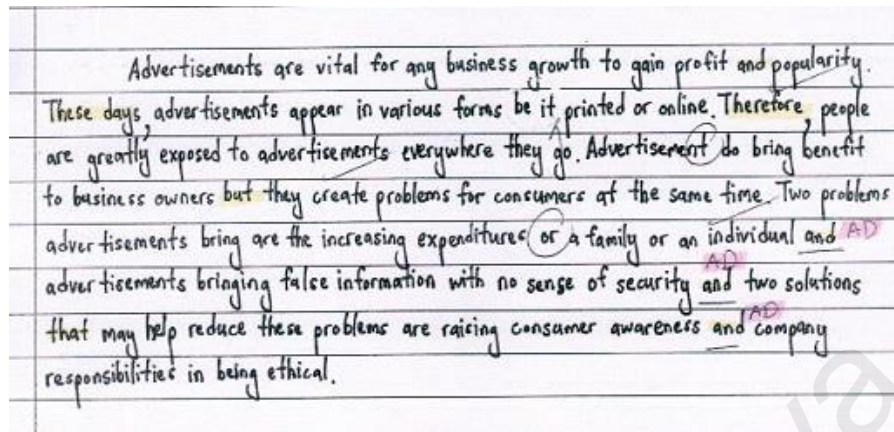 Advertisements are vital for any business growth to gain profit and popularity.
These days, advertisements appear in various forms be it printed or online. Therefore, people
are greatly exposed to advertisements everywhere they go. Advertisement do bring benefit
to business owners but they create problems for consumers at the same time. Two problems
advertisements bring are the increasing expenditures or a family or an individual and AD
AD
advertisements bringing false information with no sense of security and two solutions
AD
that may help reduce these problems are raising consumer awareness and company
responsibilities in being ethical.